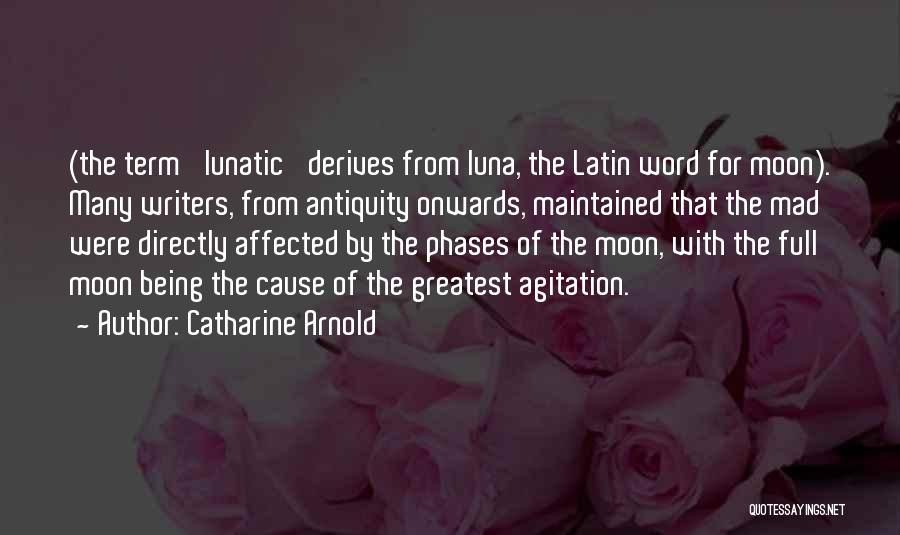 (the term lunatic derives from luna, the Latin word for moon).
Many writers, from antiquity onwards, maintained that the mad
were directly affected by the phases of the moon, with the full
moon being the cause of the greatest agitation.
~ Author: Catharine Arnold
QUOTESSAYINGS.NET